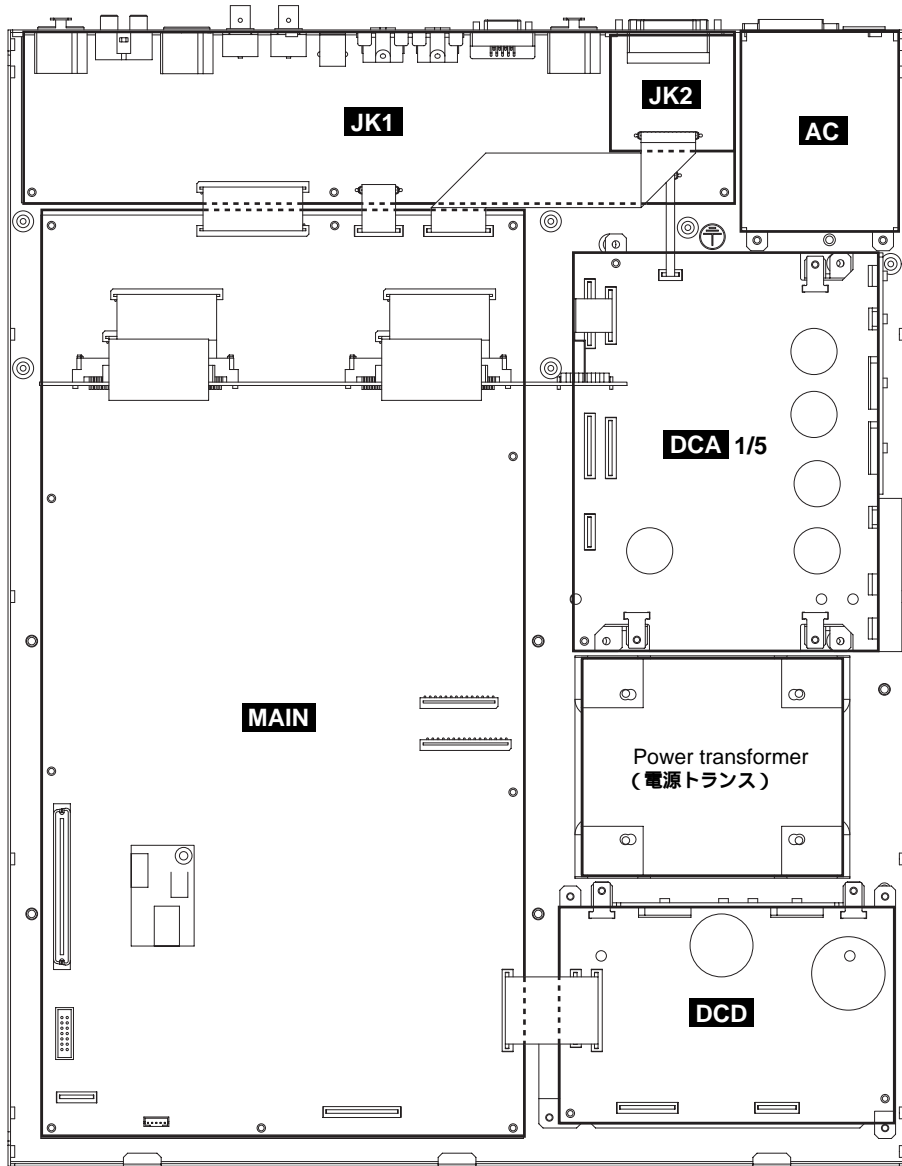 JK1
JK2
AC
DCA 1/5
MAIN
Power transformer
（電源トランス）
DCD